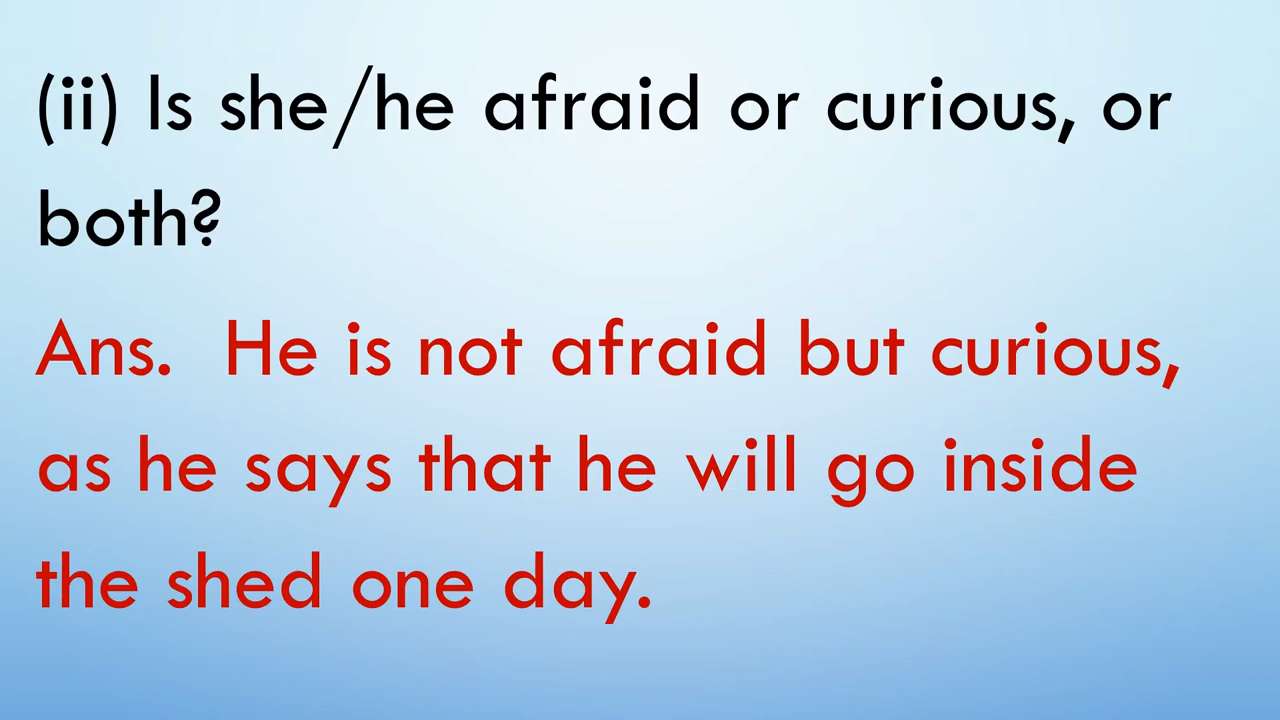 (ii) Is she/he afraid or curious, or
both?
Ans.  He is not afraid but curious,
as he says that he will go inside
the shed one day.